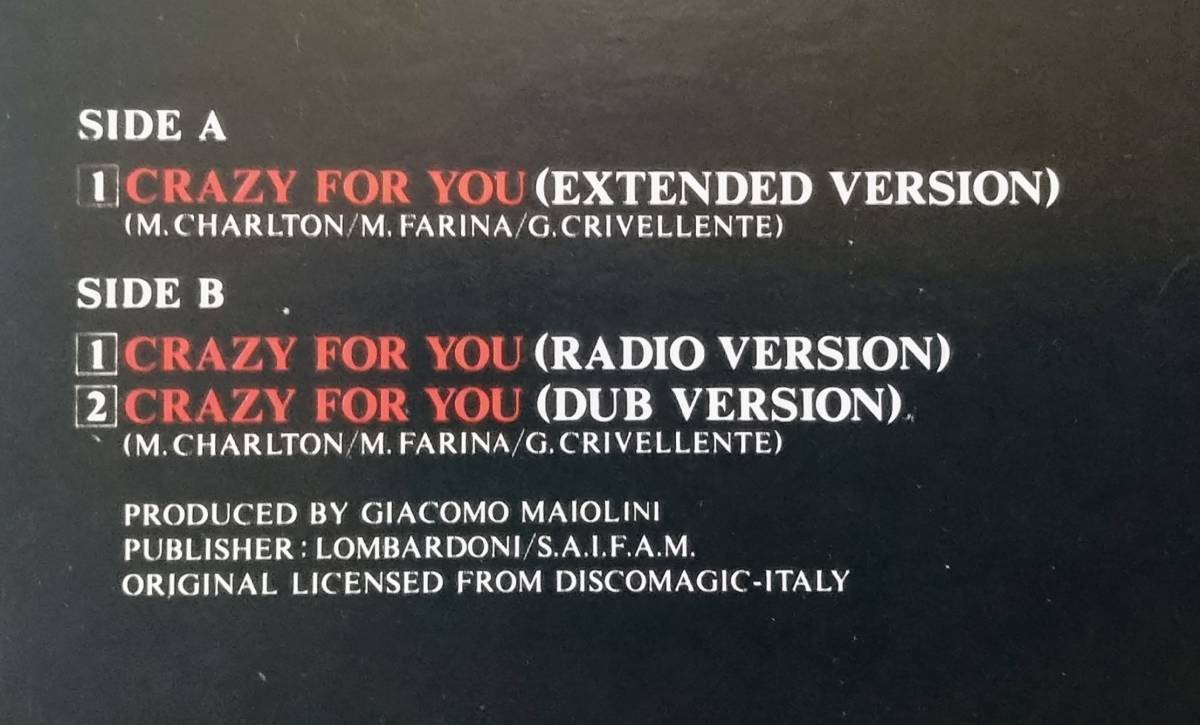 SIDE A
1 CRAZY FOR YOU (EXTENDED VERSION)
(M. CHARLTON/M. FARINA/G. CRIVELLENTE)
SIDE B
1 CRAZY FOR YOU (RADIO VERSION)
2 CRAZY FOR YOU (DUB VERSION)
(M. CHARLTON/M. FARINA/G. CRIVELLENTE)
PRODUCED BY GIACOMO MAIOLINI
PUBLISHER : LOMBARDONI/S.A.I.F.A.M.
ORIGINAL LICENSED FROM DISCOMAGIC-ITALY